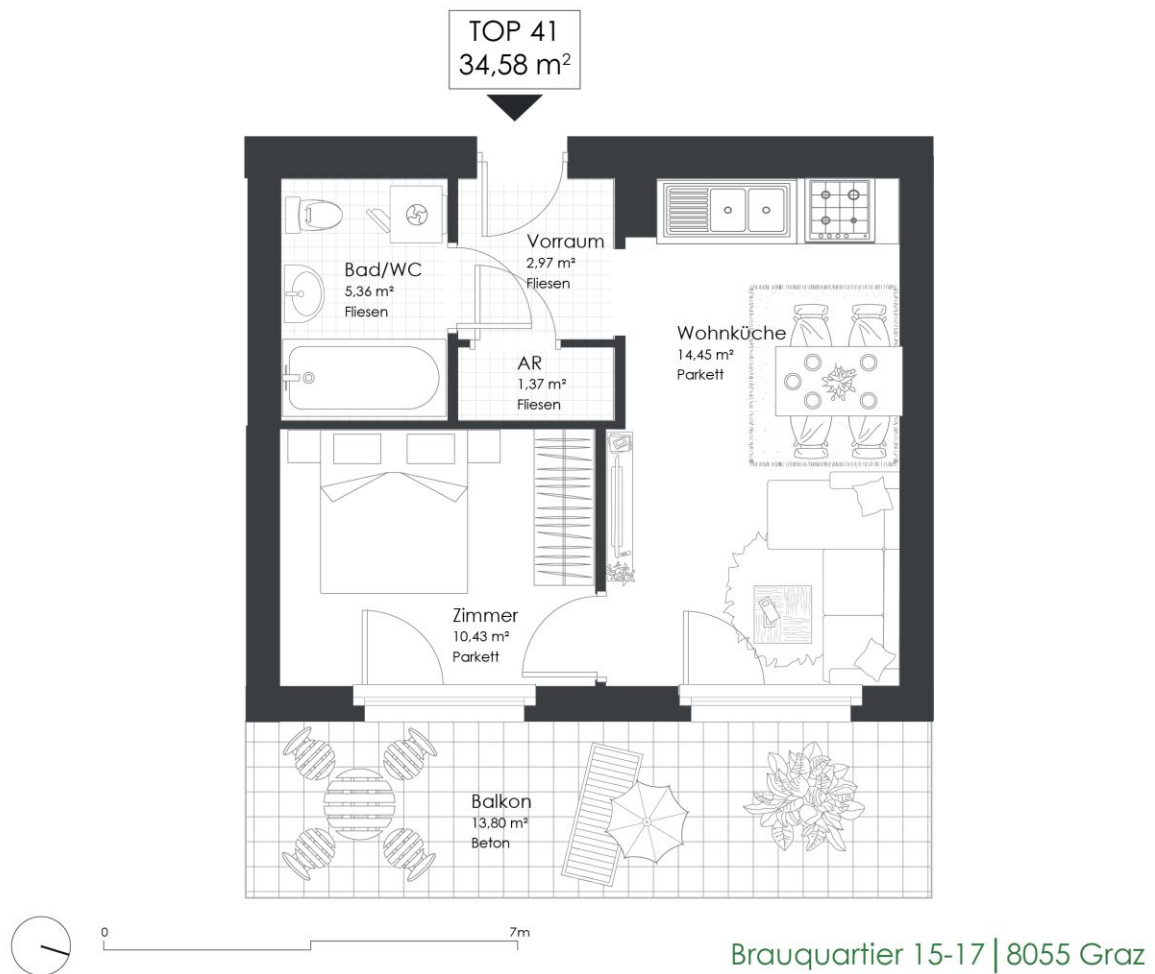 TOP 41
34,58 m²
Vorraum
2,97 m²
Fliesen
Bad/WC
5,36 m²
Fliesen
Wohnküche
14,45 m²
Parkett
AR
1,37 m²
Fliesen
Zimmer
10,43 m²
Parkett
Balkon
13,80 m²
Beton
0 7m
Brauquartier 15-17 | 8055 Graz